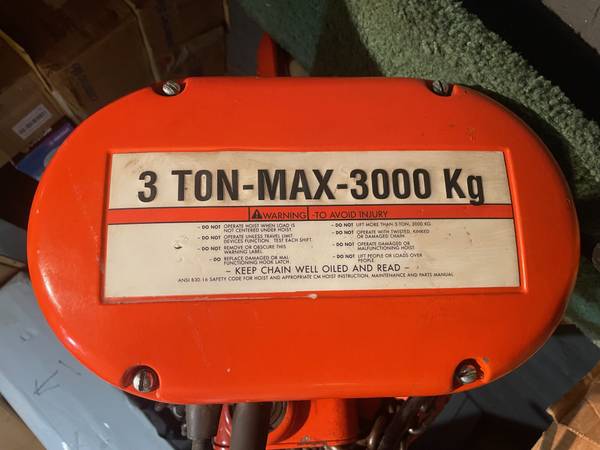 3 TON-MAX-3000 Kg
WARNING -TO AVOID INJURY
- DO NOT OPERATE HOIST WHEN LOAD IS
NOT CENTERED UNDER HOIST.
- DO NOT OPERATE UNLESS TRAVEL LIMIT
DEVICES FUNCTION. TEST EACH SHIFT.
- DO NOT REMOVE OR OBSCURE THIS
WARNING LABEL.
- DO REPLACE DAMAGED OR MAL-
FUNCTIONING HOOK LATCH.
- DO NOT LIFT MORE THAN 3 TON, 3000 KG.
- DO NOT OPERATE WITH TWISTED, KINKED
OR DAMAGED CHAIN.
- DO NOT OPERATE DAMAGED OR
MALFUNCTIONING HOIST.
- DO NOT LIFT PEOPLE OR LOADS OVER
PEOPLE.
- KEEP CHAIN WELL OILED AND READ -
ANSI B30.16 SAFETY CODE FOR HOIST AND APPROPRIATE CM HOIST INSTRUCTION, MAINTENANCE AND PARTS MANUAL